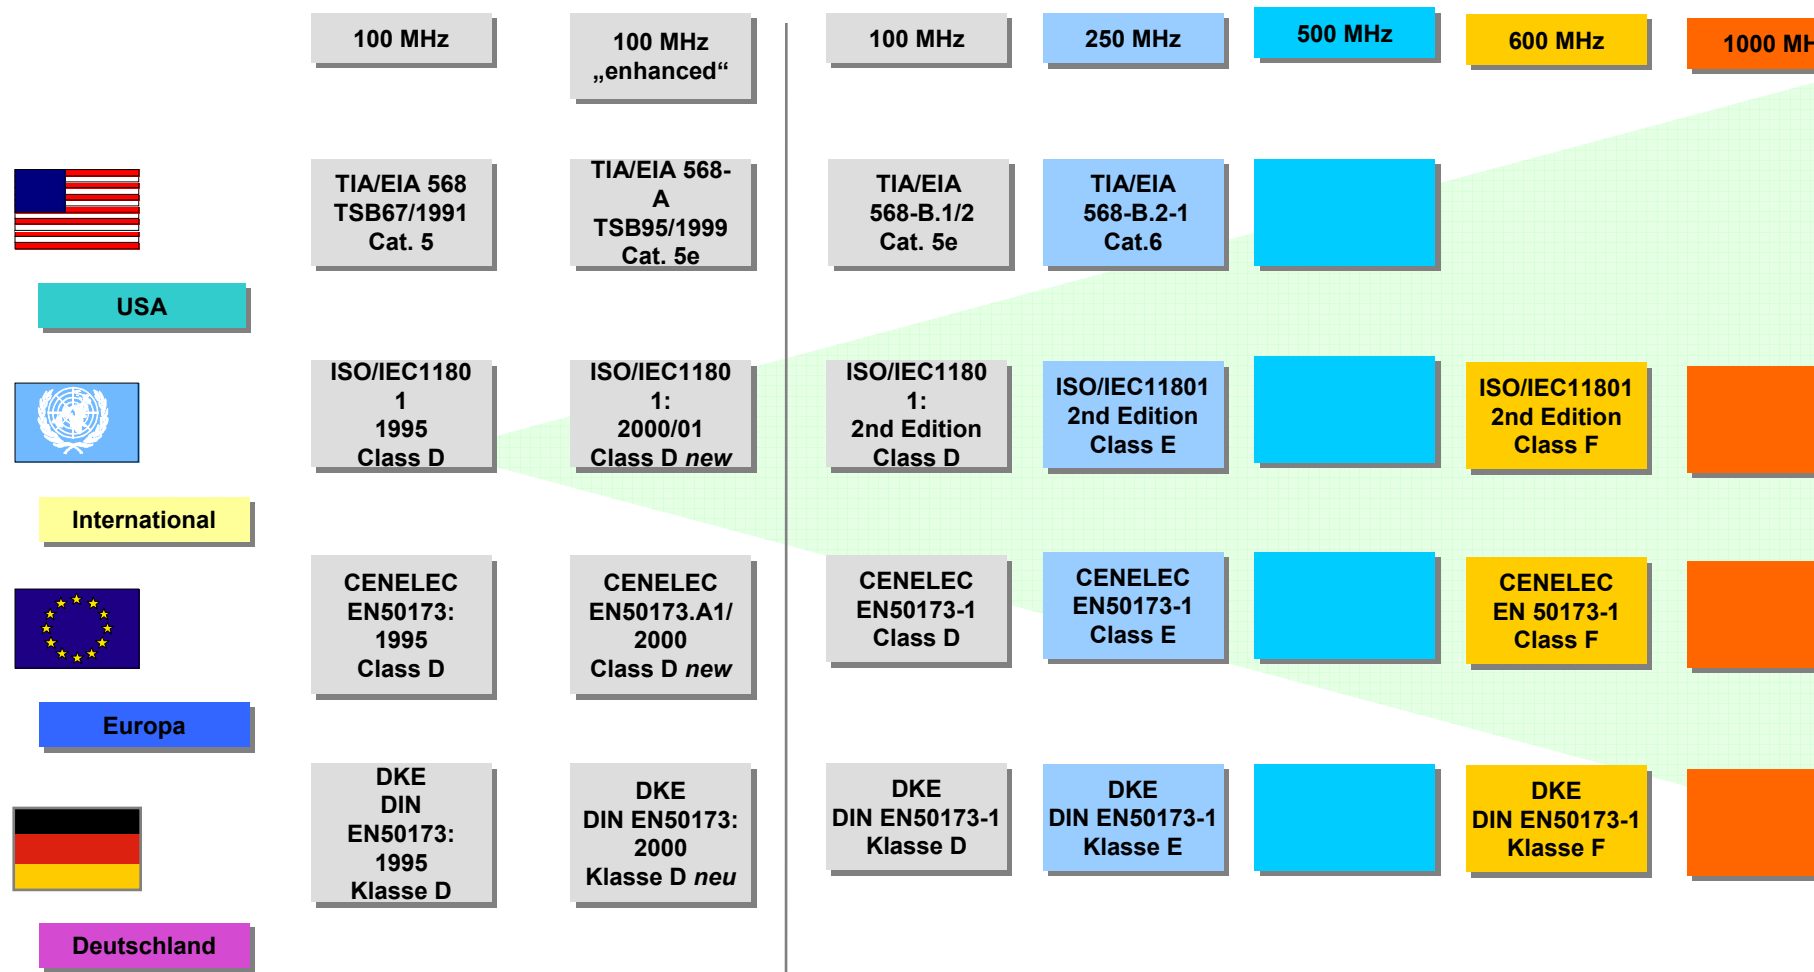 100 MHz
100 MHz
„enhanced“
100 MHz
250 MHz
500 MHz
600 MHz
1000 MH
TIA/EIA 568
TSB67/1991
Cat. 5
TIA/EIA 568-
A
TSB95/1999
Cat. 5e
TIA/EIA
568-B.1/2
Cat. 5e
TIA/EIA
568-B.2-1
Cat.6
USA
ISO/IEC1180
1
1995
Class D
ISO/IEC1180
1:
2000/01
Class D new
ISO/IEC1180
1:
2nd Edition
Class D
ISO/IEC11801
2nd Edition
Class E
ISO/IEC11801
2nd Edition
Class F
International
CENELEC
EN50173:
1995
Class D
CENELEC
EN50173.A1/
2000
Class D new
CENELEC
EN50173-1
Class D
CENELEC
EN50173-1
Class E
CENELEC
EN 50173-1
Class F
Europa
DKE
DIN
EN50173:
1995
Klasse D
DKE
DIN EN50173:
2000
Klasse D neu
DKE
DIN EN50173-1
Klasse D
DKE
DIN EN50173-1
Klasse E
DKE
DIN EN50173-1
Klasse F
Deutschland